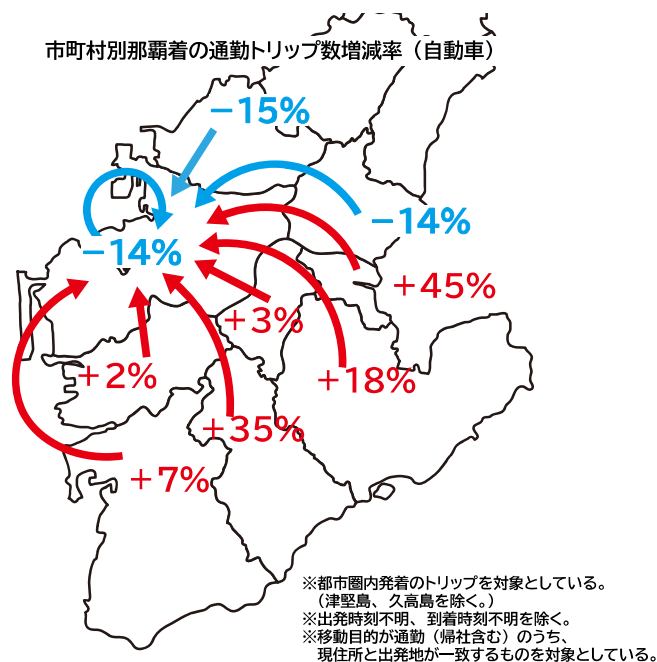 市町村別那覇着の通勤トリップ数増減率（自動車）
－15%
－14%
－14%
＋45%
＋3%
＋2%
＋18%
＋35%
＋7%
※都市圏内発着のトリップを対象としている。
（津堅島、久高島を除く。）
※出発時刻不明、到着時刻不明を除く。
※移動目的が通勤（帰社含む）のうち、
現住所と出発地が一致するものを対象としている。